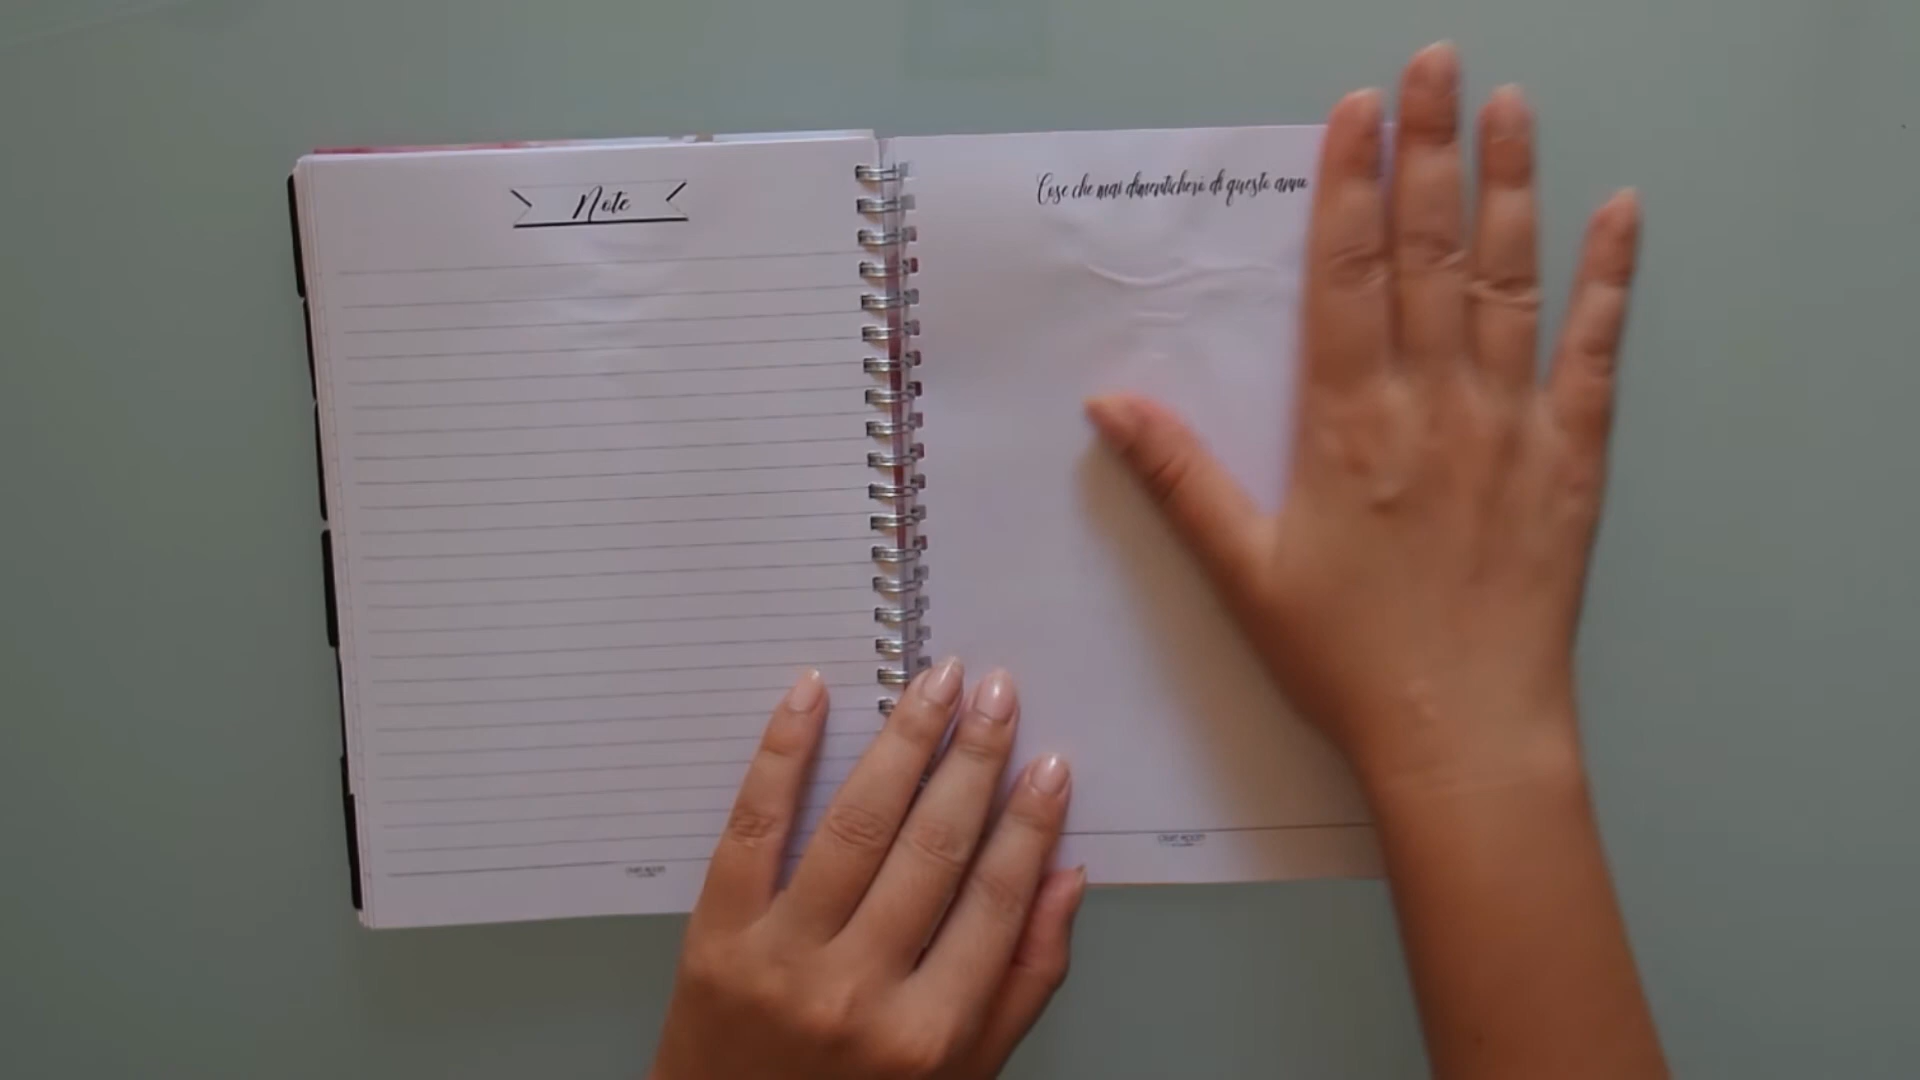 Note
Cose che mai dimenticherò di questo anno